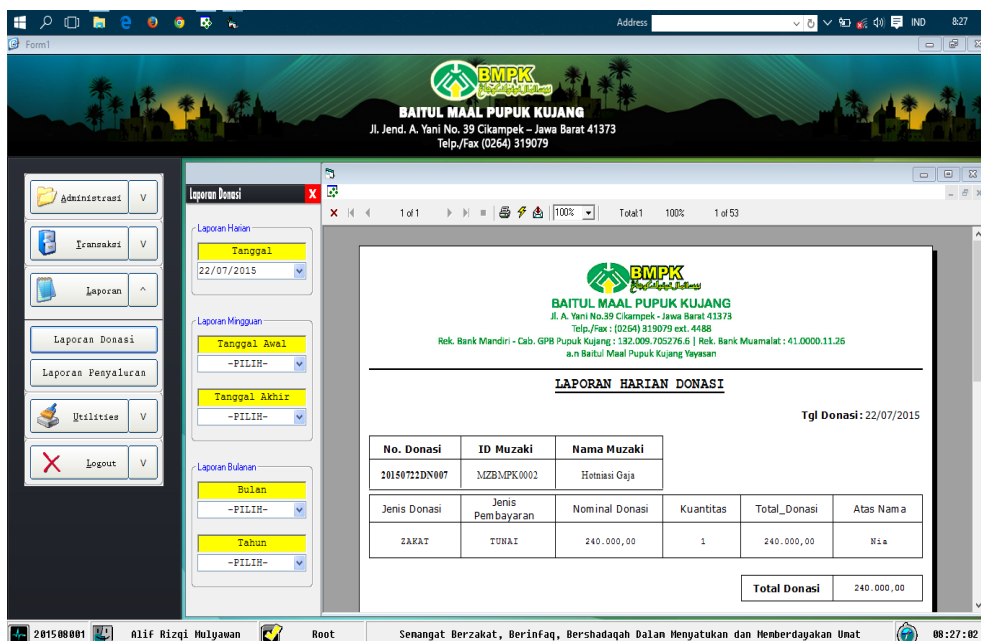 Address
IND
8:27
Form1
BMPK
BAITUL MAAL PUPUK KUJANG
Jl. Jend. A. Yani No. 39 Cikampek – Jawa Barat 41373
Telp./Fax (0264) 319079
Administrasi V
Transaksi V
Laporan ^
Laporan Donasi
Laporan Penyaluran
Utilities V
Logout V
Laporan Donasi X
Laporan Harian
Tanggal
22/07/2015
Laporan Mingguan
Tanggal Awal
-PILIH-
Tanggal Akhir
-PILIH-
Laporan Bulanan
Bulan
-PILIH-
Tahun
-PILIH-
1 of 1 100% Total:1 100% 1 of 53
BMPK
BAITUL MAAL PUPUK KUJANG
Jl. A. Yani No.39 Cikampek - Jawa Barat 41373
Telp./Fax : (0264) 319079 ext. 4488
Rek. Bank Mandiri - Cab. GPB Pupuk Kujang : 132.009.705276.6 | Rek. Bank Muamalat : 41.0000.11.26
a.n Baitul Maal Pupuk Kujang Yayasan
LAPORAN HARIAN DONASI
Tgl Donasi: 22/07/2015
No. Donasi ID Muzaki Nama Muzaki
20150722DN007 MZBMPK0002 Hotniasi Gaja
Jenis Donasi Jenis Pembayaran Nominal Donasi Kuantitas Total_Donasi Atas Nama
ZAKAT TUNAI 240.000,00 1 240.000,00 Nia
Total Donasi 240.000,00
201508001 Alif Rizqi Mulyawan Root Semangat Berzakat, Berinfaq, Bershadaqah Dalam Menyatukan dan Memberdayakan Umat 08:27:02